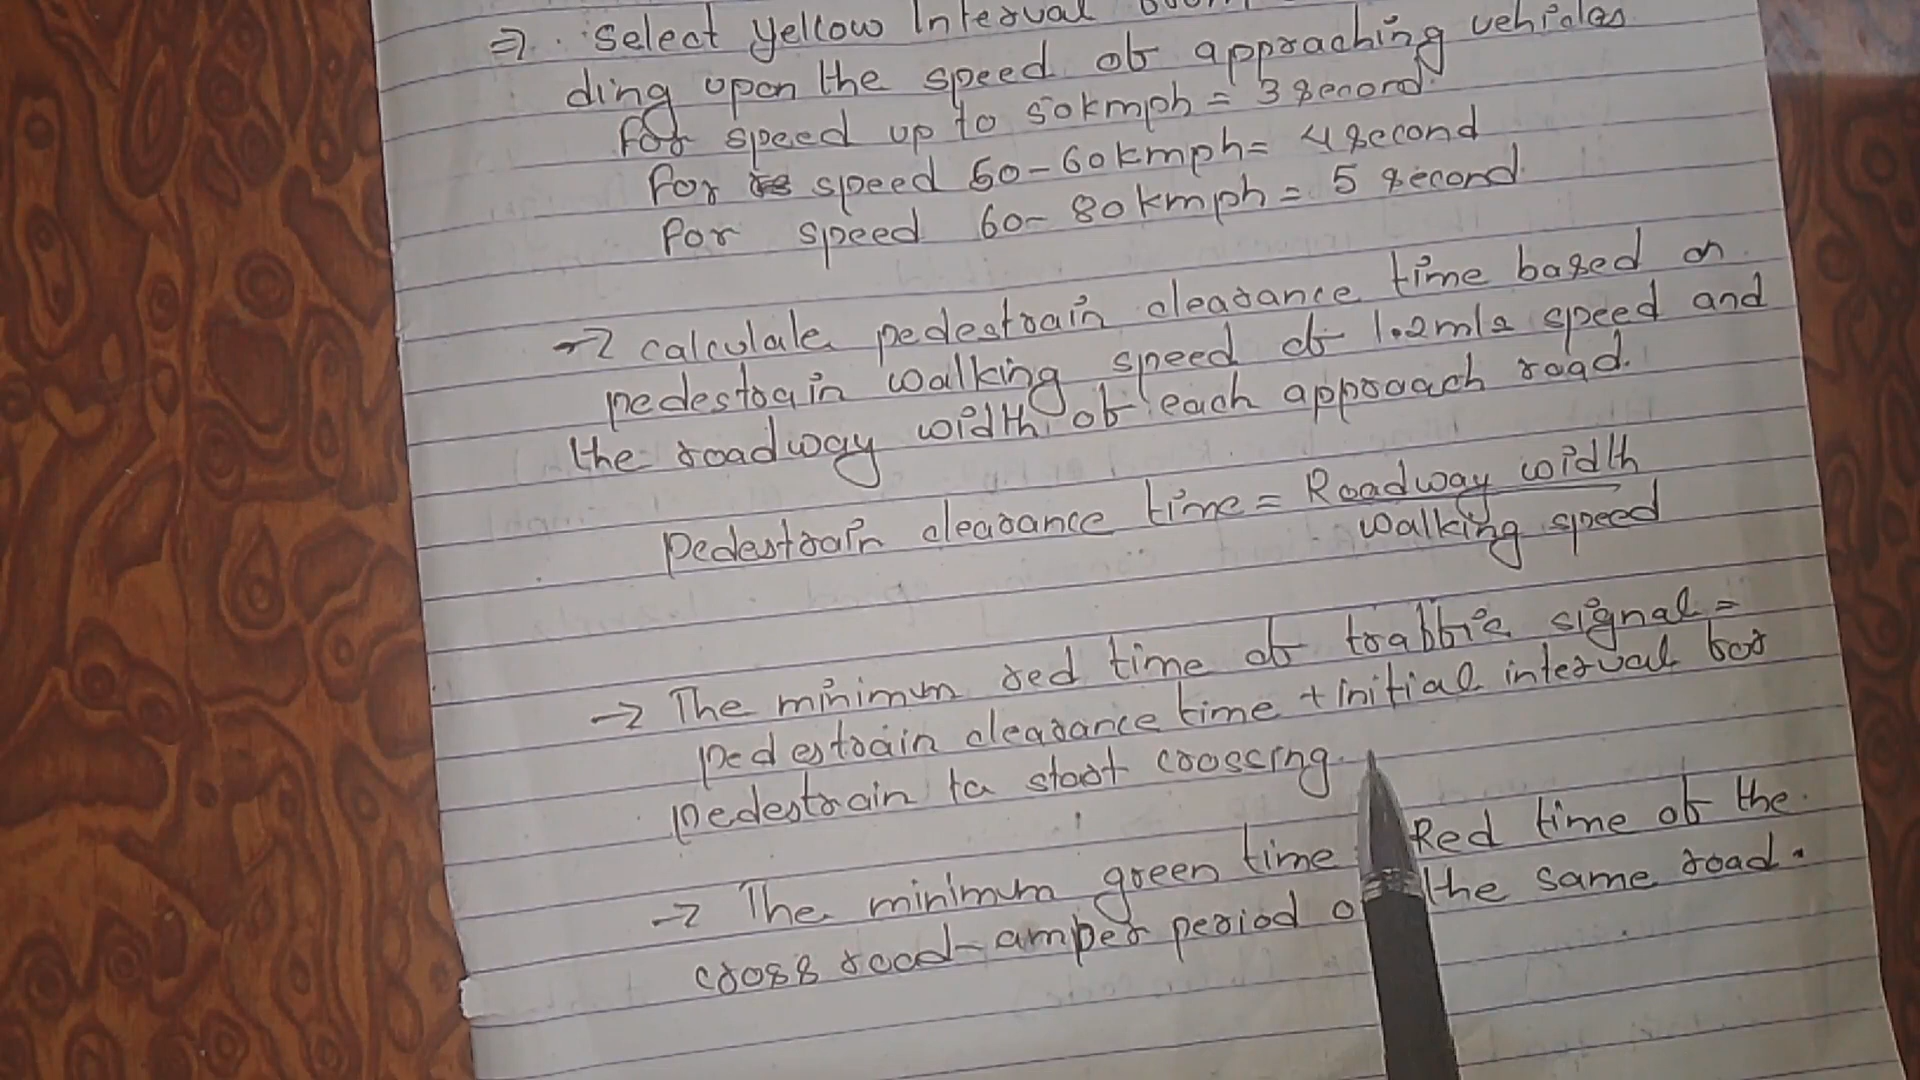 ⇒ Select yellow Interval
ding upon the speed of appraaching vehicles
for speed up to 50kmph = 3 second.
for speed 50-60kmph = 4 second
for speed 60-80kmph = 5 second.
→ calculale pedestrain clearance time based on
pedestrain walking speed of 1.2m/s speed and
the roadway width of each approach road.
Pedestrain clearance time = Roadway width
walking speed
→ The minimum red time of traffic signal =
pedestrain clearance time + initial interval for
pedestrain to start crossing.
→ The minimum green time Red time of the
cross road - amber period the same road.